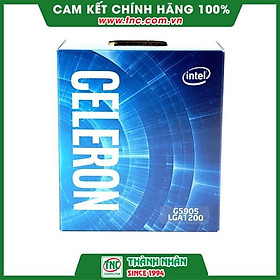 CAM KẾT CHÍNH HÃNG 100%
www.tnc.com.vn
CELERON
intel
G5905
LGA1200
TNC
THÀNH NHÂN
SINCE 1994